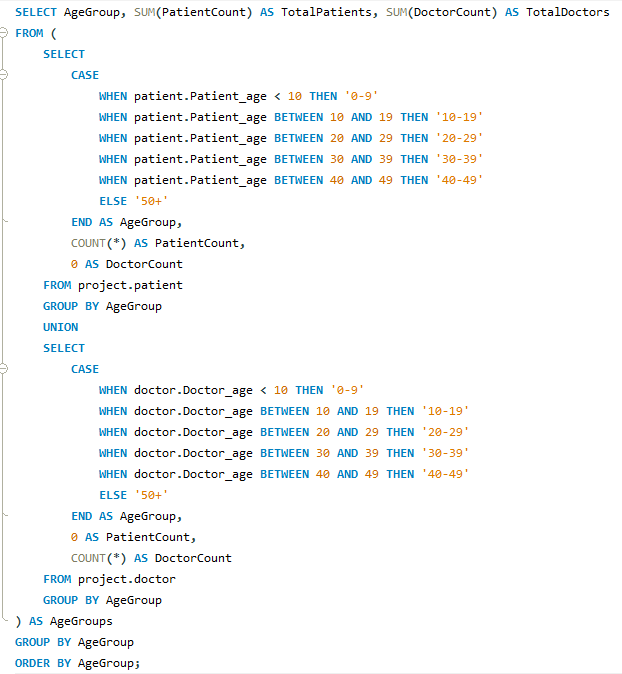 SELECT AgeGroup, SUM(PatientCount) AS TotalPatients, SUM(DoctorCount) AS TotalDoctors
FROM (
    SELECT
        CASE
            WHEN patient.Patient_age < 10 THEN '0-9'
            WHEN patient.Patient_age BETWEEN 10 AND 19 THEN '10-19'
            WHEN patient.Patient_age BETWEEN 20 AND 29 THEN '20-29'
            WHEN patient.Patient_age BETWEEN 30 AND 39 THEN '30-39'
            WHEN patient.Patient_age BETWEEN 40 AND 49 THEN '40-49'
            ELSE '50+'
        END AS AgeGroup,
        COUNT(*) AS PatientCount,
        0 AS DoctorCount
    FROM project.patient
    GROUP BY AgeGroup
    UNION
    SELECT
        CASE
            WHEN doctor.Doctor_age < 10 THEN '0-9'
            WHEN doctor.Doctor_age BETWEEN 10 AND 19 THEN '10-19'
            WHEN doctor.Doctor_age BETWEEN 20 AND 29 THEN '20-29'
            WHEN doctor.Doctor_age BETWEEN 30 AND 39 THEN '30-39'
            WHEN doctor.Doctor_age BETWEEN 40 AND 49 THEN '40-49'
            ELSE '50+'
        END AS AgeGroup,
        0 AS PatientCount,
        COUNT(*) AS DoctorCount
    FROM project.doctor
    GROUP BY AgeGroup
) AS AgeGroups
GROUP BY AgeGroup
ORDER BY AgeGroup;